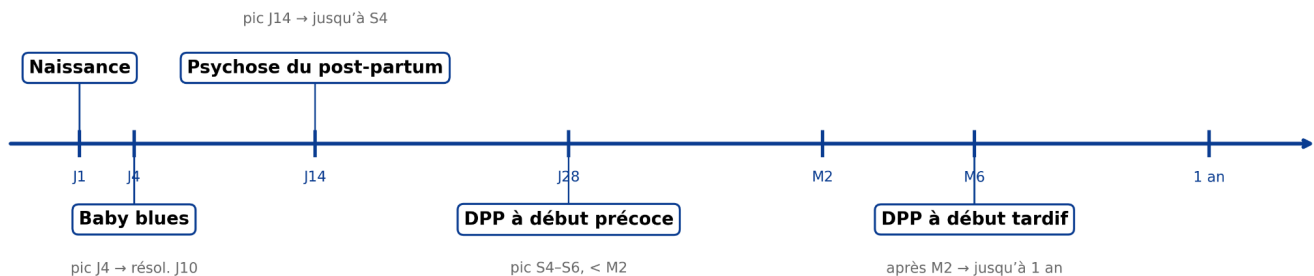 pic J14 → jusqu’à S4
Naissance
Psychose du post-partum
J1
J4
J14
J28
M2
M6
1 an
Baby blues
DPP à début précoce
DPP à début tardif
pic J4 → résol. J10
pic S4–S6, < M2
après M2 → jusqu’à 1 an